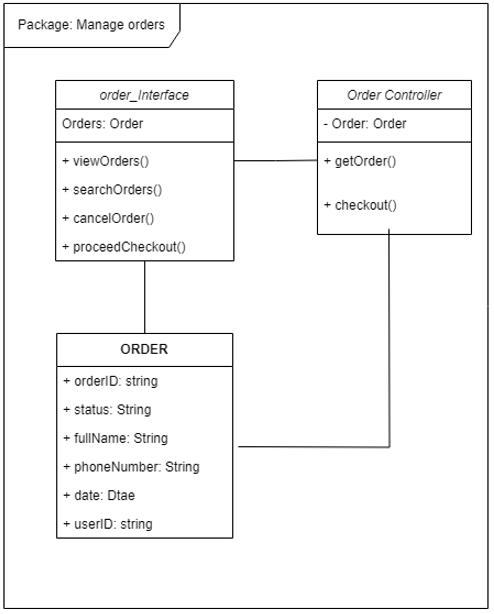 Package: Manage orders
order_Interface
Orders: Order
+ viewOrders()
+ searchOrders()
+ cancelOrder()
+ proceedCheckout()
Order Controller
- Order: Order
+ getOrder()
+ checkout()
ORDER
+ orderID: string
+ status: String
+ fullName: String
+ phoneNumber: String
+ date: Dtae
+ userID: string